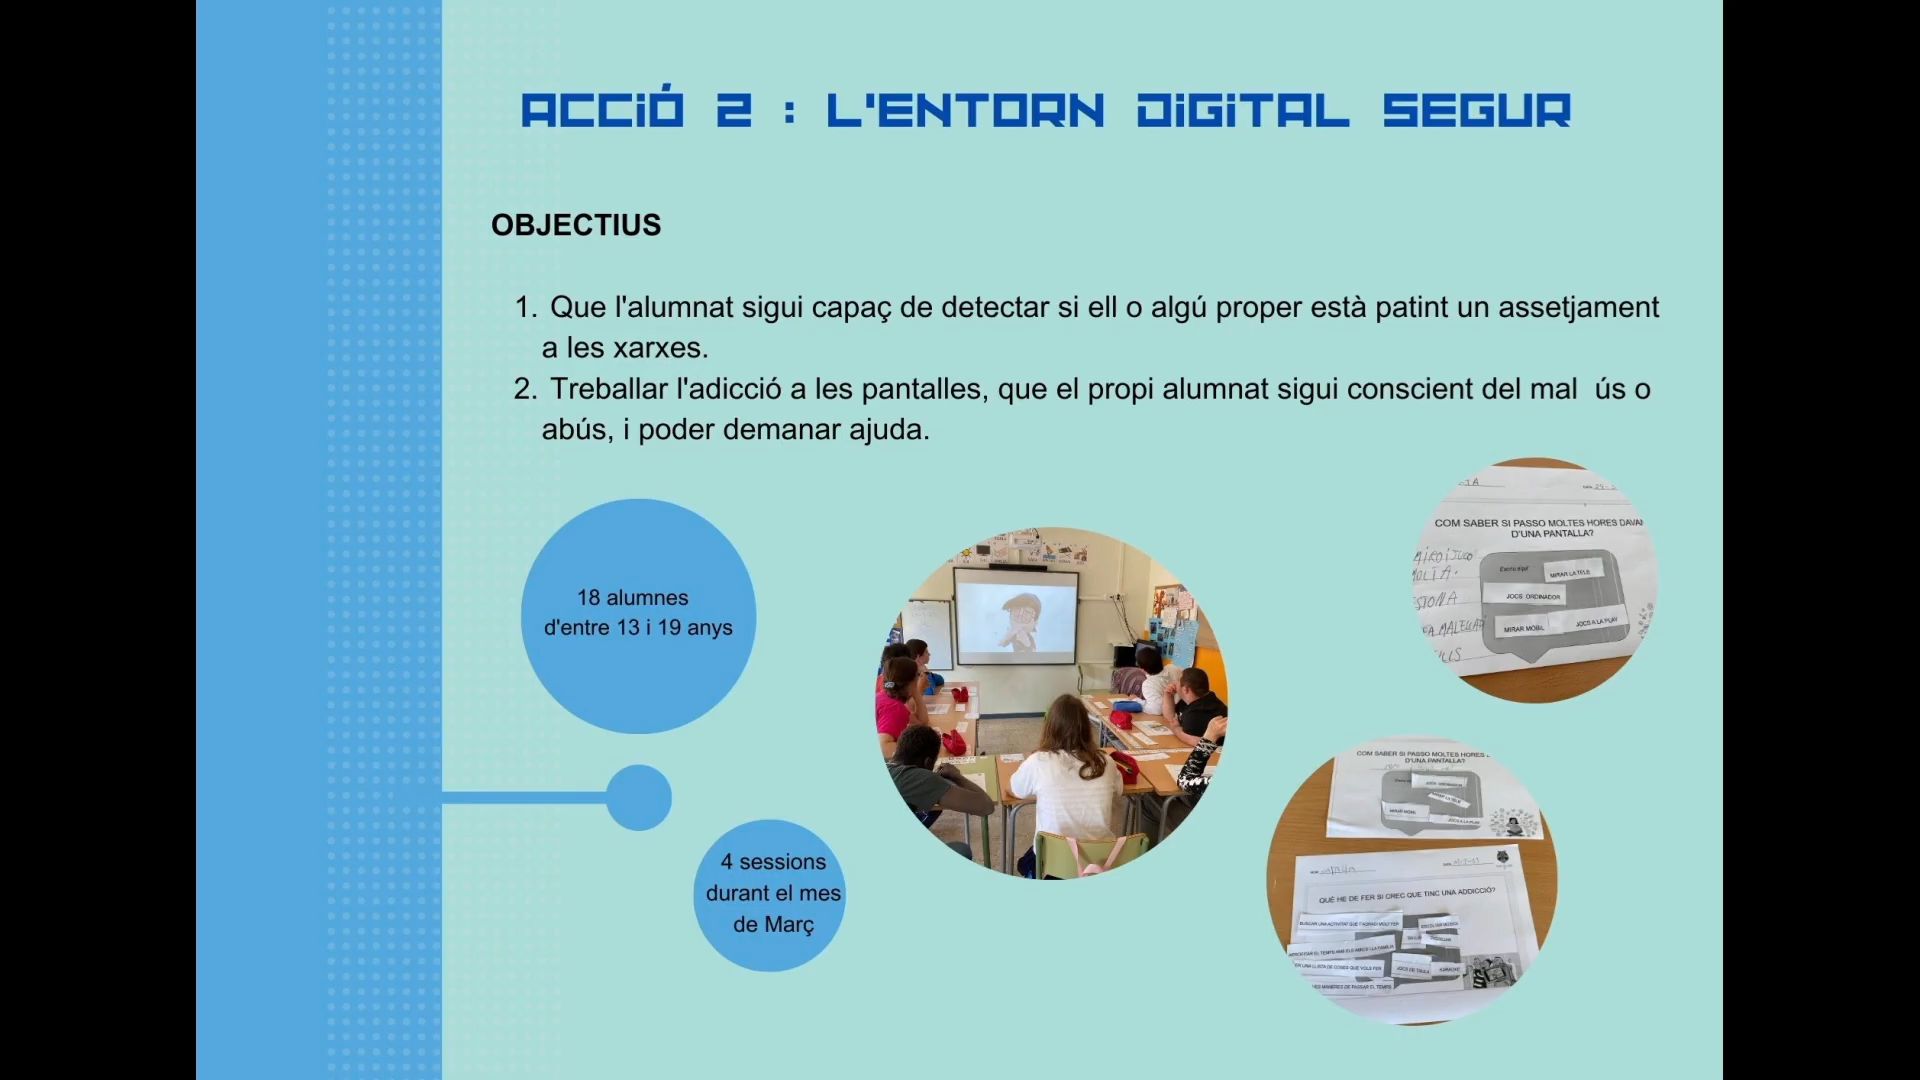 ACCIÓ 2 : L'ENTORN DIGITAL SEGUR
OBJECTIUS
1. Que l'alumnat sigui capaç de detectar si ell o algú proper està patint un assetjament
a les xarxes.
2. Treballar l'adicció a les pantalles, que el propi alumnat sigui conscient del mal ús o
abús, i poder demanar ajuda.
18 alumnes
d'entre 13 i 19 anys
4 sessions
durant el mes
de Març
COM SABER SI PASSO MOLTES HORES
D'UNA PANTALLA?
MIRAR LA TELE
JOCS ORDINADOR
MIRAR MÒBIL
JOCS A LA PLAY
COM SABER SI PASSO MOLTES HORES
D'UNA PANTALLA?
QUÈ HE DE FER SI CREC QUE TINC UNA ADDICCIÓ?